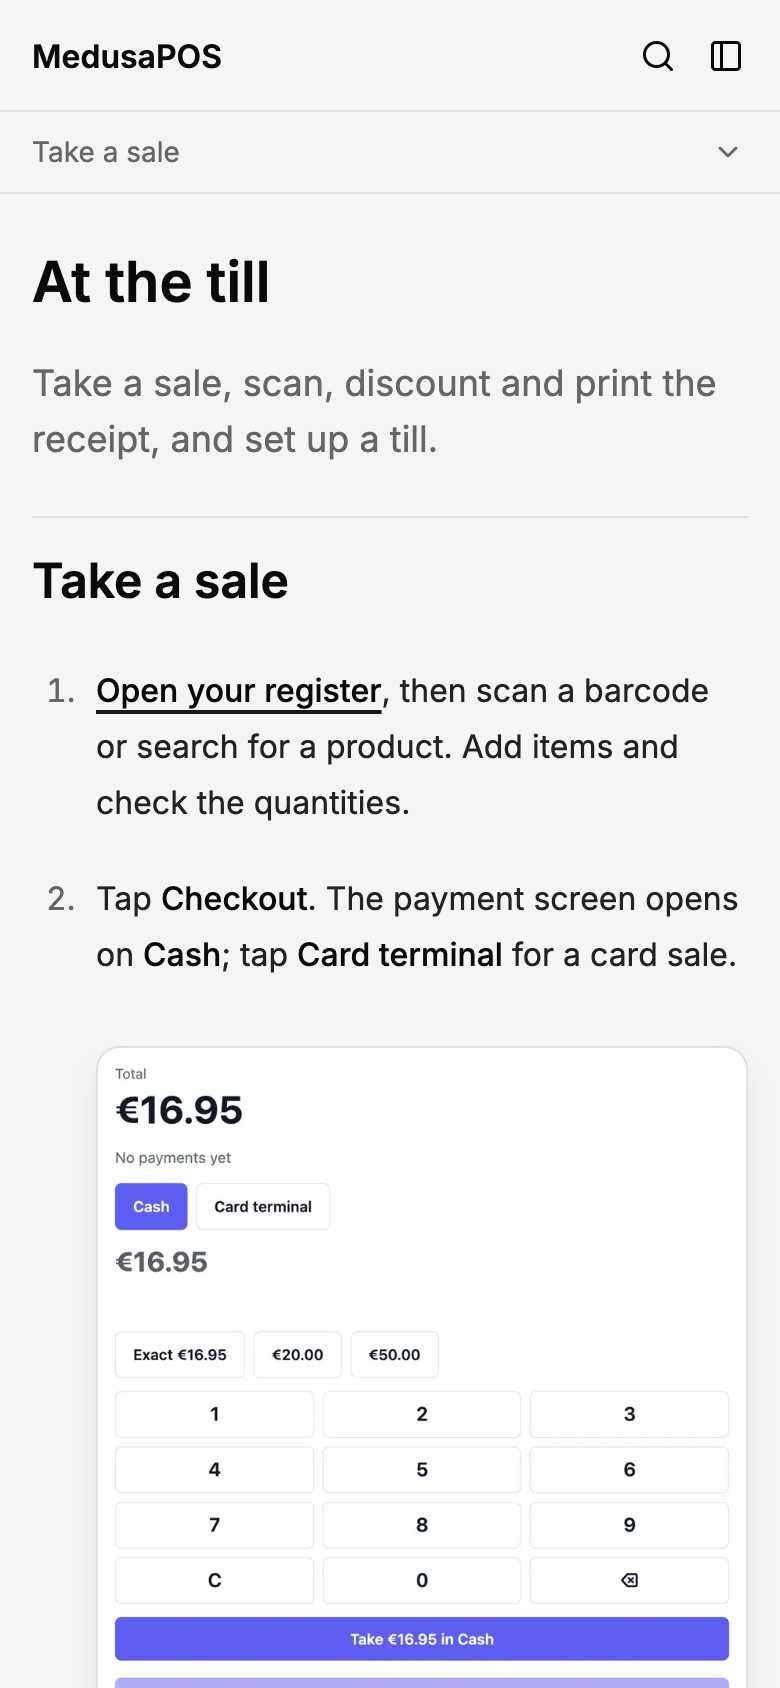 MedusaPOS
Take a sale
At the till
Take a sale, scan, discount and print the
receipt, and set up a till.
Take a sale
1. Open your register, then scan a barcode
or search for a product. Add items and
check the quantities.
2. Tap Checkout. The payment screen opens
on Cash; tap Card terminal for a card sale.
Total
€16.95
No payments yet
Cash Card terminal
€16.95
Exact €16.95 €20.00 €50.00
1 2 3
4 5 6
7 8 9
C 0
Take €16.95 in Cash